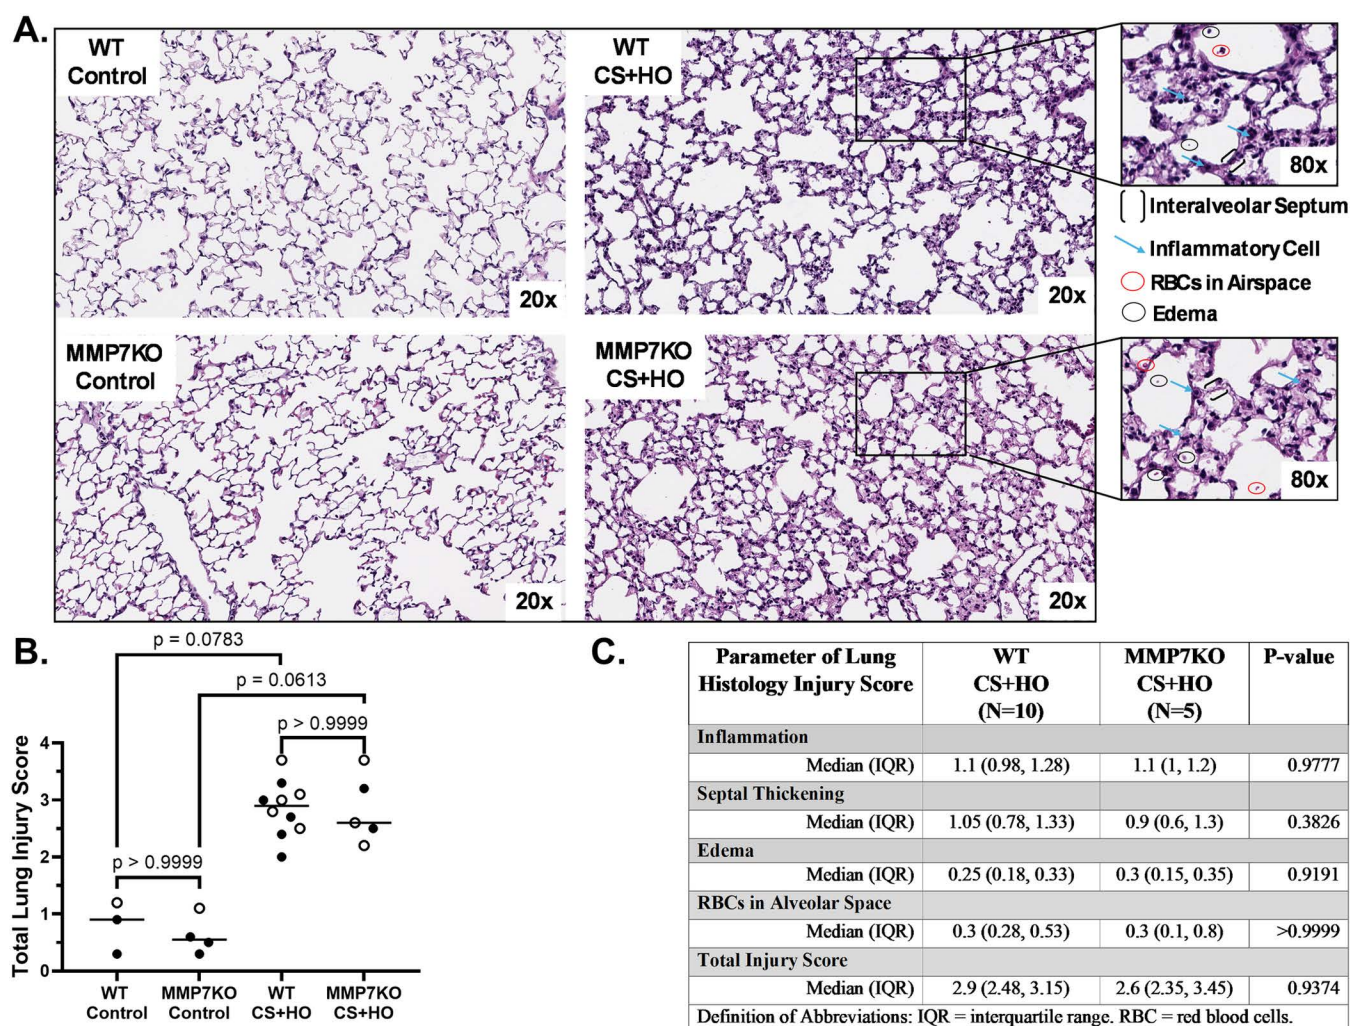 A.
WT
Control
20x
WT
CS+HO
20x
80x
Interalveolar Septum
Inflammatory Cell
RBCs in Airspace
Edema
MMP7KO
Control
20x
MMP7KO
CS+HO
20x
80x
B.
p = 0.0783
p = 0.0613
p > 0.9999
p > 0.9999
Total Lung Injury Score
4
3
2
1
0
WT
Control
MMP7KO
Control
WT
CS+HO
MMP7KO
CS+HO
C.
Parameter of Lung
Histology Injury Score
WT
CS+HO
(N=10)
MMP7KO
CS+HO
(N=5)
P-value
Inflammation
Median (IQR) 1.1 (0.98, 1.28) 1.1 (1, 1.2) 0.9777
Septal Thickening
Median (IQR) 1.05 (0.78, 1.33) 0.9 (0.6, 1.3) 0.3826
Edema
Median (IQR) 0.25 (0.18, 0.33) 0.3 (0.15, 0.35) 0.9191
RBCs in Alveolar Space
Median (IQR) 0.3 (0.28, 0.53) 0.3 (0.1, 0.8) >0.9999
Total Injury Score
Median (IQR) 2.9 (2.48, 3.15) 2.6 (2.35, 3.45) 0.9374
Definition of Abbreviations: IQR = interquartile range. RBC = red blood cells.